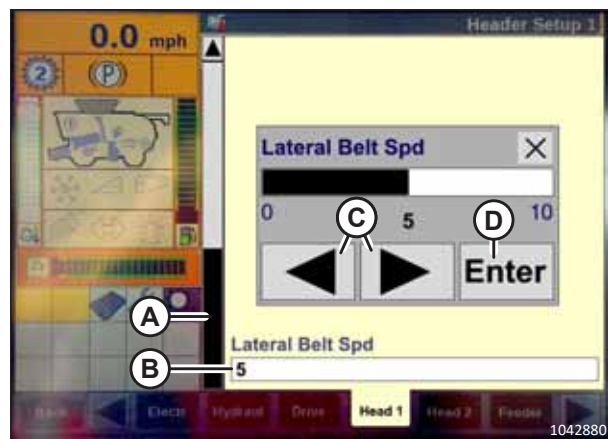 Header Setup 1
0.0 mph
2
P
Lateral Belt Spd
0
5
10
C
D
Enter
A
Lateral Belt Spd
B
5
Back
Electr
Hydraul
Drive
Head 1
Head 2
Feeder
1042880